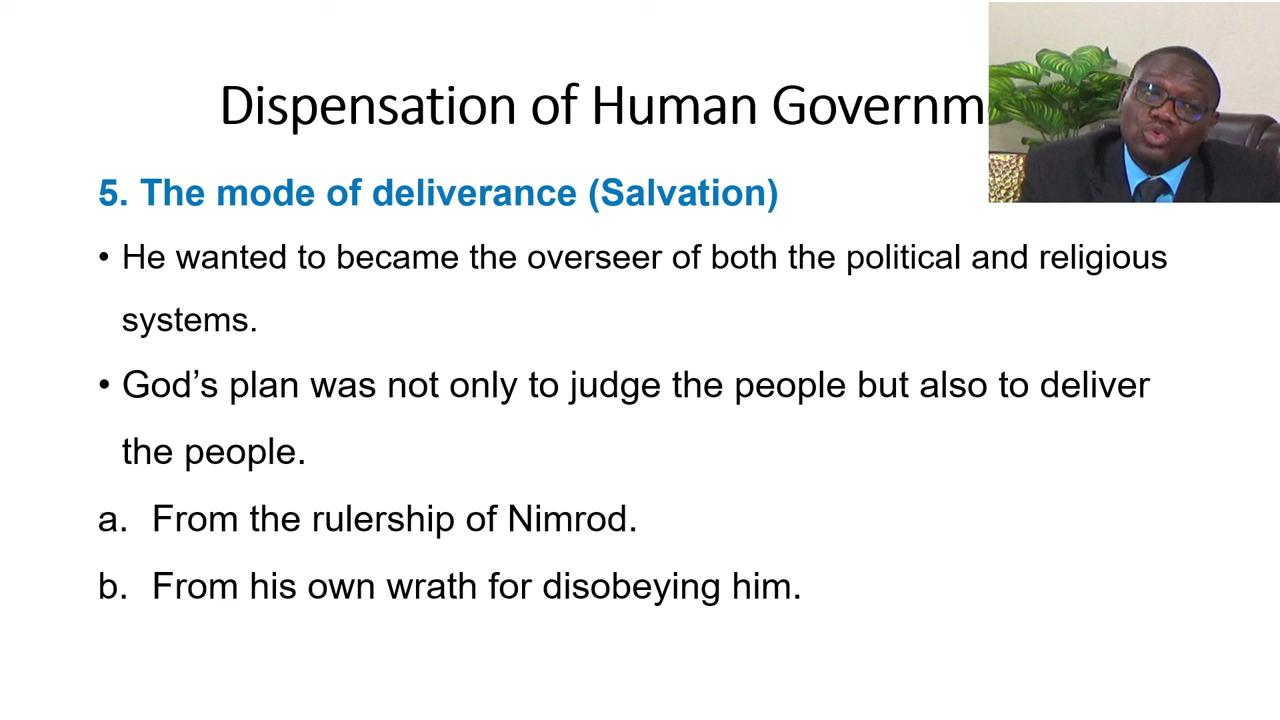 Dispensation of Human Governm
5. The mode of deliverance (Salvation)
• He wanted to became the overseer of both the political and religious
systems.
• God’s plan was not only to judge the people but also to deliver
the people.
a. From the rulership of Nimrod.
b. From his own wrath for disobeying him.